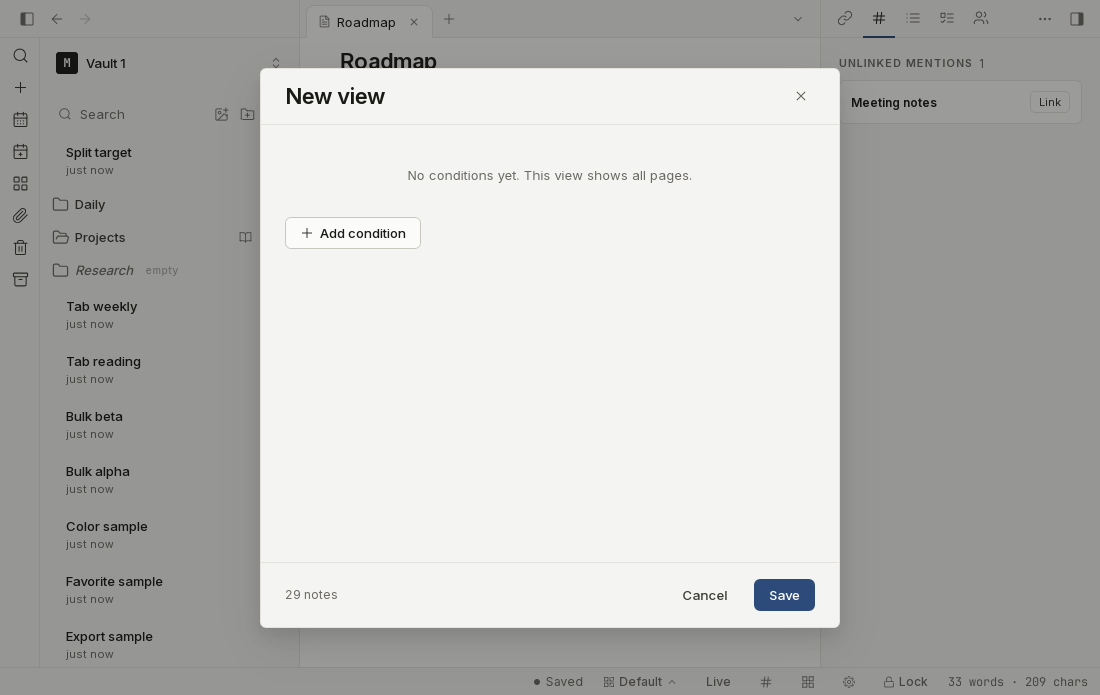 Roadmap
M Vault 1
Search
Split target
just now
Daily
Projects
Research empty
Tab weekly
just now
Tab reading
just now
Bulk beta
just now
Bulk alpha
just now
Color sample
just now
Favorite sample
just now
Export sample
just now
Roadmap
New view
No conditions yet. This view shows all pages.
Add condition
29 notes
Cancel
Save
UNLINKED MENTIONS 1
Meeting notes
Link
Saved
Default
Live
Lock
33 words · 209 chars